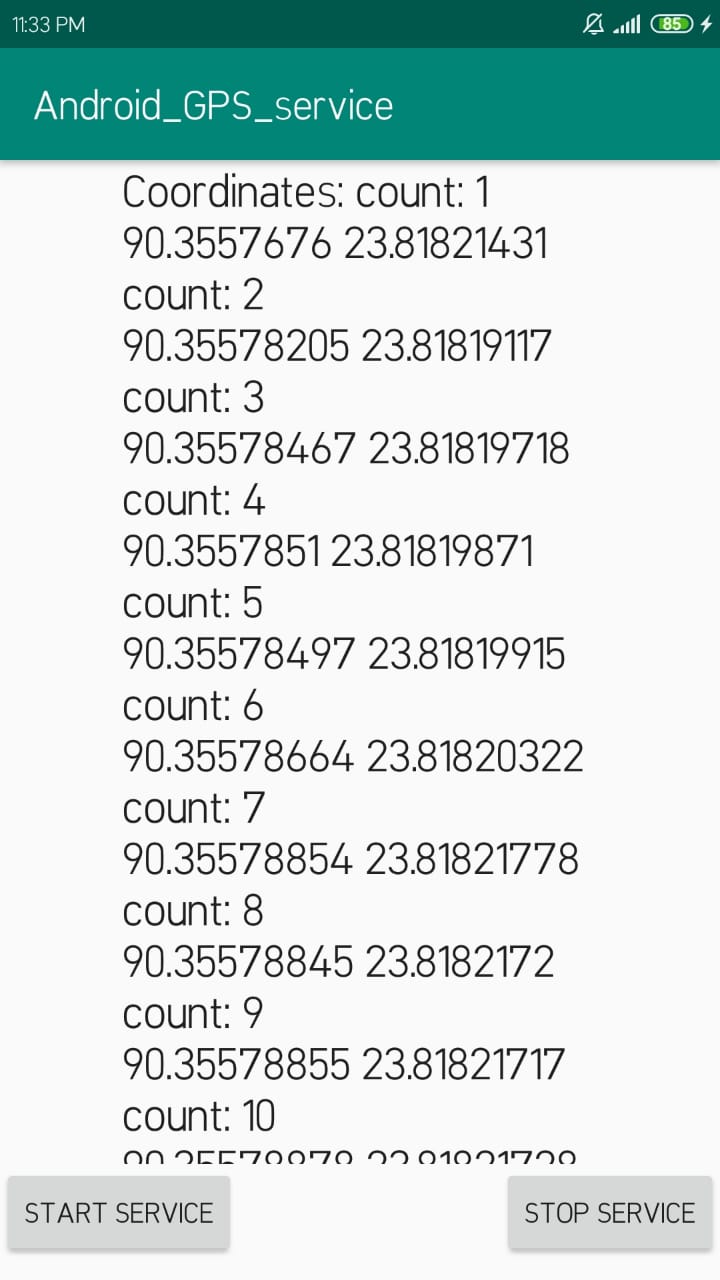 11:33 PM
85
Android_GPS_service
Coordinates: count: 1
90.3557676 23.81821431
count: 2
90.35578205 23.81819117
count: 3
90.35578467 23.81819718
count: 4
90.3557851 23.81819871
count: 5
90.35578497 23.81819915
count: 6
90.35578664 23.81820322
count: 7
90.35578854 23.81821778
count: 8
90.35578845 23.8182172
count: 9
90.35578855 23.81821717
count: 10
START SERVICE
STOP SERVICE